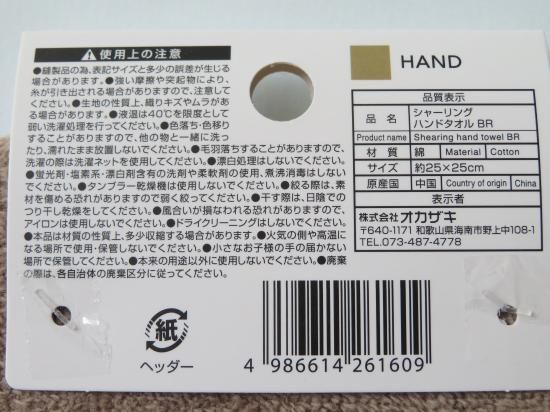 ⚠使用上の注意
●縫製品の為、表記サイズと多少の誤差が生じる
場合があります。●強い摩擦や突起物により、
糸が引き出される場合がありますので、注意して
ください。●生地の性質上、織りキズやムラがあ
る場合があります。●液温は40℃を限度として
弱い洗濯処理を行ってください。●色落ち・色移り
することがありますので、他の物と一緒に洗っ
たり、濡れたまま放置しないでください。●毛羽落ちすることがありますので、
洗濯の際は洗濯ネットを使用してください。●漂白処理はしないでください。
●蛍光剤・塩素系・漂白剤含有の洗剤や柔軟剤の使用、煮沸消毒はしないで
ください。●タンブラー乾燥機は使用しないでください。●絞る際は、素
材を傷める恐れがありますので弱く絞ってください。●干す際は、日陰での
つり干し乾燥をしてください。●風合いが損なわれる恐れがありますので、
アイロンは使用しないでください。●ドライクリーニングはしないでください。
●本品は材質の性質上、多少収縮する場合がございます。●火気の側や高温に
なる場所で使用・保管しないでください。●小さなお子様の手の届かない
場所で保管してください。●本来の用途以外に使用しないでください。●廃棄
の際は、各自治体の廃棄区分に従ってください。
HAND
品質表示
品名 シャーリング
ハンドタオル BR
Product name Shearing hand towel BR
材質 綿 Material Cotton
サイズ 約25×25cm
原産国 中国 Country of origin China
表示者
株式会社オカザキ
〒640-1171 和歌山県海南市野上中108-1
TEL.073-487-4778
紙
ヘッダー
4 986614 261609